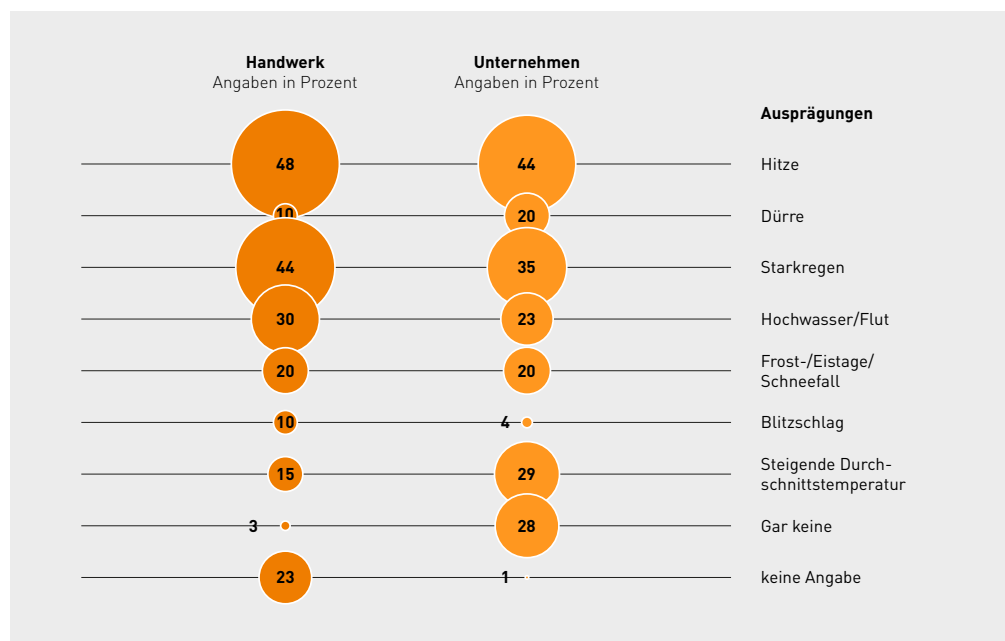 Handwerk Unternehmen
Angaben in Prozent Angaben in Prozent
Ausprägungen
48 44 Hitze
10 20 Dürre
44 35 Starkregen
30 23 Hochwasser/Flut
20 20 Frost-/Eistage/
Schneefall
10 4 Blitzschlag
15 29 Steigende Durch-
schnittstemperatur
3 28 Gar keine
23 1 keine Angabe